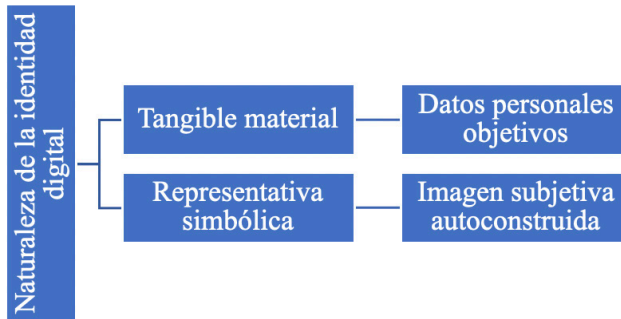 Naturaleza de la identidad
digital
Tangible material
Datos personales
objetivos
Representativa
simbólica
Imagen subjetiva
autoconstruida